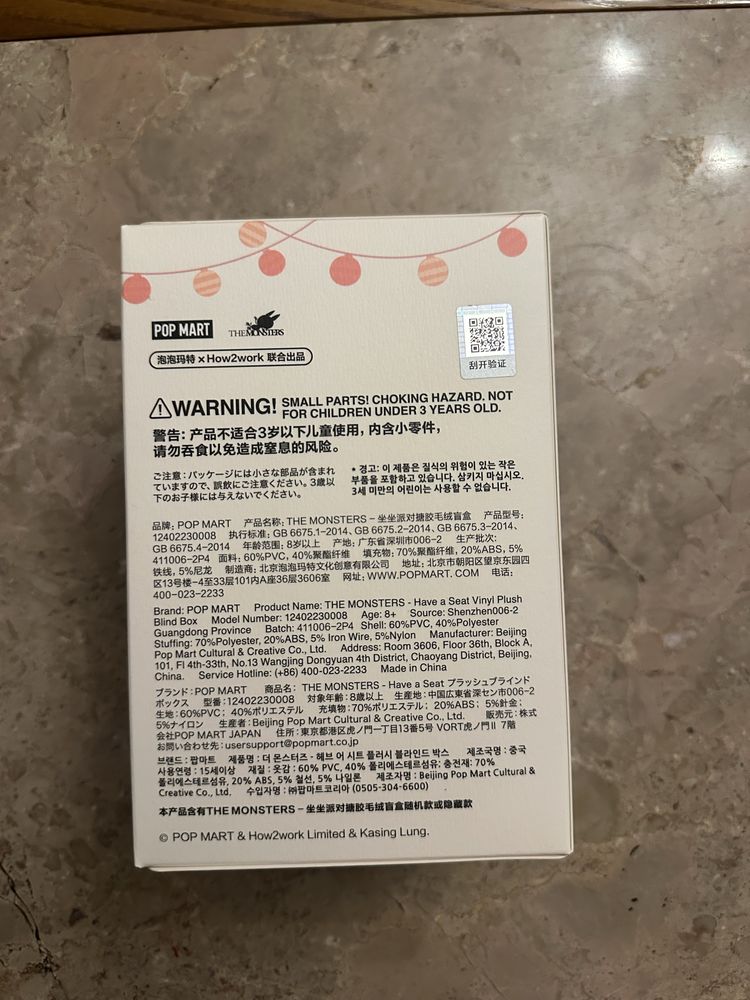 POP MART THE MONSTERS
泡泡玛特 × How2work 联合出品
刮开验证
WARNING! SMALL PARTS! CHOKING HAZARD. NOT
FOR CHILDREN UNDER 3 YEARS OLD.
警告: 产品不适合3岁以下儿童使用，内含小零件，
请勿吞食以免造成窒息的风险。
ご注意：パッケージには小さな部品が含まれ
ていますので、誤飲にご注意ください。3歳以
下のお子様には与えないでください。
* 경고: 이 제품은 질식의 위험이 있는 작은
부품을 포함하고 있습니다. 삼키지 마십시오.
3세 미만의 어린이는 사용할 수 없습니다.
品牌: POP MART 产品名称: THE MONSTERS – 坐坐派对搪胶毛绒盲盒 产品型号:
12402230008 执行标准: GB 6675.1-2014、GB 6675.2-2014、GB 6675.3-2014、
GB 6675.4-2014 年龄范围: 8岁以上 产地: 广东省深圳市006-2 生产批次:
411006-2P4 面料: 60%PVC, 40%聚酯纤维 填充物: 70%聚酯纤维, 20%ABS, 5%
铁线, 5%尼龙 制造商: 北京泡泡玛特文化创意有限公司 地址: 北京市朝阳区望京东园四
区13号楼-4至33层101内A座36层3606室 网址: WWW.POPMART.COM 电话:
400-023-2233
Brand: POP MART Product Name: THE MONSTERS - Have a Seat Vinyl Plush
Blind Box Model Number: 12402230008 Age: 8+ Source: Shenzhen006-2
Guangdong Province Batch: 411006-2P4 Shell: 60%PVC, 40%Polyester
Stuffing: 70%Polyester, 20%ABS, 5% Iron Wire, 5%Nylon Manufacturer: Beijing
Pop Mart Cultural & Creative Co., Ltd. Address: Room 3606, Floor 36th, Block A,
101, Fl 4th-33th, No.13 Wangjing Dongyuan 4th District, Chaoyang District, Beijing,
China. Service Hotline: (+86) 400-023-2233 Made in China
ブランド: POP MART 商品名: THE MONSTERS - Have a Seat プラッシュブラインド
ボックス 型番: 12402230008 対象年齢: 8歳以上 生産地: 中国広東省深セン市006-2
生地: 60%PVC; 40%ポリエステル 充填物: 70%ポリエステル; 20%ABS; 5%針金;
5%ナイロン 生産者: Beijing Pop Mart Cultural & Creative Co., Ltd. 販売元: 株式
会社POP MART JAPAN 住所: 東京都港区虎ノ門一丁目13番5号 VORT虎ノ門II 7階
お問い合わせ先: usersupport@popmart.co.jp
브랜드: 팝마트 제품명: 더 몬스터즈 - 헤브 어 시트 플러시 블라인드 박스 제조국명: 중국
사용연령: 15세이상 재질: 옷감: 60% PVC, 40% 폴리에스테르섬유; 충전재: 70%
폴리에스테르섬유, 20% ABS, 5% 철선, 5% 나일론 제조자명: Beijing Pop Mart Cultural &
Creative Co., Ltd. 수입자명: ㈜팝마트코리아 (0505-304-6600)
本产品含有THE MONSTERS – 坐坐派对搪胶毛绒盲盒随机款或隐藏款
© POP MART & How2work Limited & Kasing Lung.